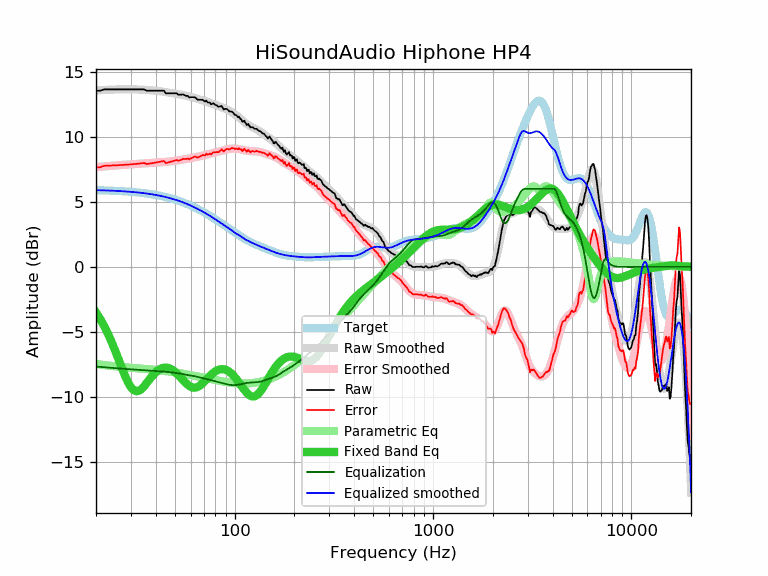 HiSoundAudio Hiphone HP4
15
10
5
0
−5
−10
−15
Amplitude (dBr)
Target
Raw Smoothed
Error Smoothed
Raw
Error
Parametric Eq
Fixed Band Eq
Equalization
Equalized smoothed
100 1000 10000
Frequency (Hz)